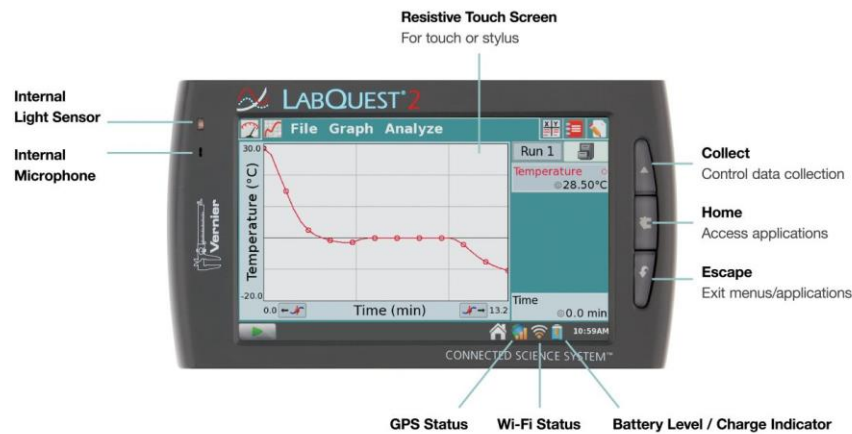 Resistive Touch Screen
For touch or stylus
Internal
Light Sensor
Internal
Microphone
LABQUEST®2
File Graph Analyze
X Y
30.0
Temperature (°C)
-20.0
0.0
Time (min)
13.2
Run 1
Temperature
28.50°C
Time
0.0 min
10:59AM
Vernier
CONNECTED SCIENCE SYSTEM™
Collect
Control data collection
Home
Access applications
Escape
Exit menus/applications
GPS Status Wi-Fi Status Battery Level / Charge Indicator